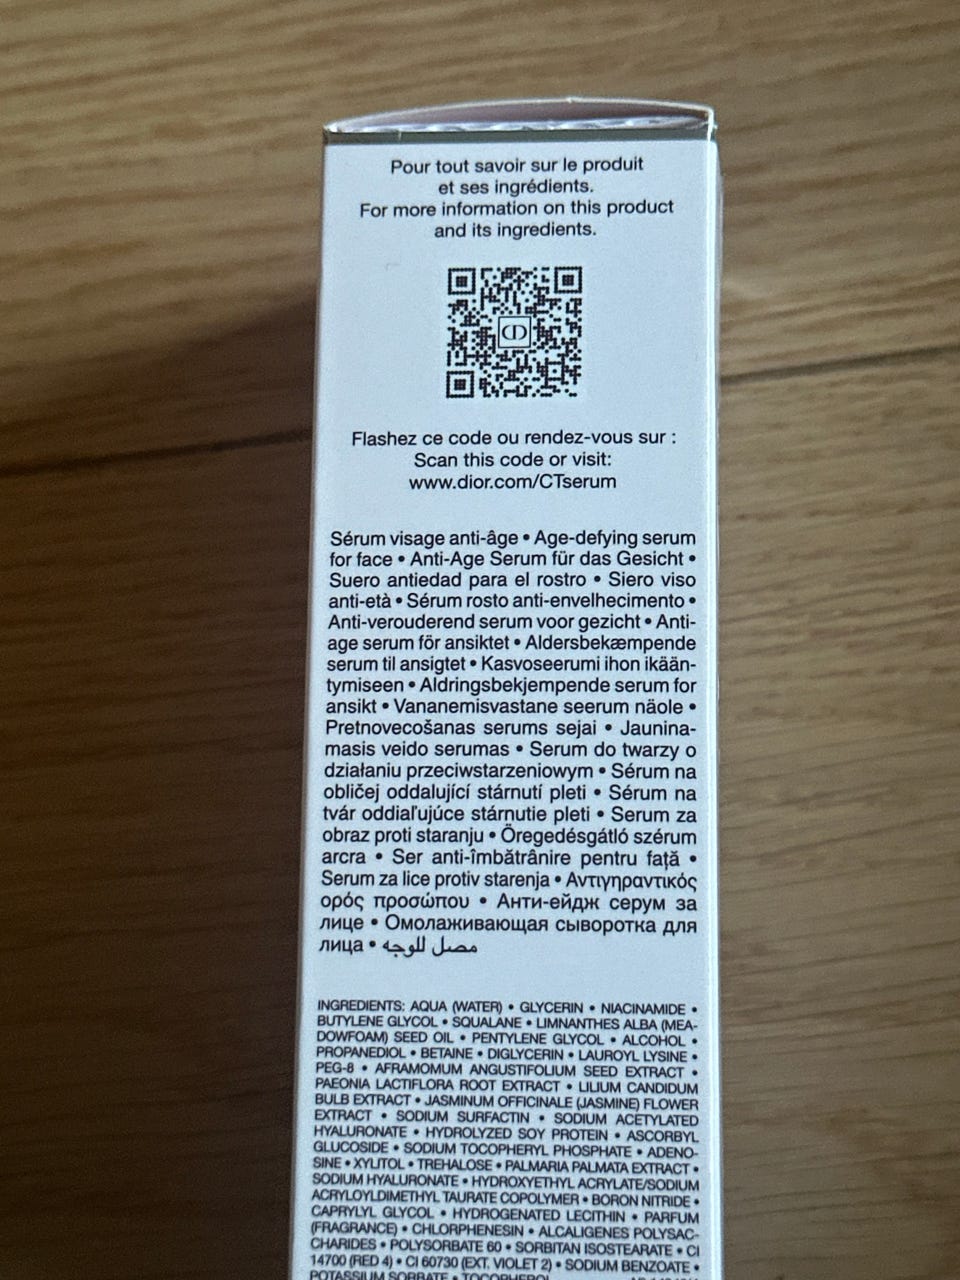 Pour tout savoir sur le produit
et ses ingrédients.
For more information on this product
and its ingredients.
CD
Flashez ce code ou rendez-vous sur :
Scan this code or visit:
www.dior.com/CTserum
Sérum visage anti-âge • Age-defying serum
for face • Anti-Age Serum für das Gesicht •
Suero antiedad para el rostro • Siero viso
anti-età • Sérum rosto anti-envelhecimento •
Anti-verouderend serum voor gezicht • Anti-
age serum för ansiktet • Aldersbekæmpende
serum til ansigtet • Kasvoseerumi ihon ikään-
tymiseen • Aldringsbekjempende serum for
ansikt • Vananemisvastane seerum näole •
Pretnovecošanas serums sejai • Jaunina-
masis veido serumas • Serum do twarzy o
działaniu przeciwstarzeniowym • Sérum na
obličej oddalující stárnutí pleti • Sérum na
tvár oddiaľujúce stárnutie pleti • Serum za
obraz proti staranju • Öregedésgátló szérum
arcra • Ser anti-îmbătrânire pentru față •
Serum za lice protiv starenja • Αντιγηραντικός
ορός προσώπου • Анти-ейдж серум за
лице • Омолаживающая сыворотка для
лица • مصل للوجه
INGREDIENTS: AQUA (WATER) • GLYCERIN • NIACINAMIDE •
BUTYLENE GLYCOL • SQUALANE • LIMNANTHES ALBA (MEA-
DOWFOAM) SEED OIL • PENTYLENE GLYCOL • ALCOHOL •
PROPANEDIOL • BETAINE • DIGLYCERIN • LAUROYL LYSINE •
PEG-8 • AFRAMOMUM ANGUSTIFOLIUM SEED EXTRACT •
PAEONIA LACTIFLORA ROOT EXTRACT • LILIUM CANDIDUM
BULB EXTRACT • JASMINUM OFFICINALE (JASMINE) FLOWER
EXTRACT • SODIUM SURFACTIN • SODIUM ACETYLATED
HYALURONATE • HYDROLYZED SOY PROTEIN • ASCORBYL
GLUCOSIDE • SODIUM TOCOPHERYL PHOSPHATE • ADENO-
SINE • XYLITOL • TREHALOSE • PALMARIA PALMATA EXTRACT •
SODIUM HYALURONATE • HYDROXYETHYL ACRYLATE/SODIUM
ACRYLOYLDIMETHYL TAURATE COPOLYMER • BORON NITRIDE •
CAPRYLYL GLYCOL • HYDROGENATED LECITHIN • PARFUM
(FRAGRANCE) • CHLORPHENESIN • ALCALIGENES POLYSAC-
CHARIDES • POLYSORBATE 60 • SORBITAN ISOSTEARATE • CI
14700 (RED 4) • CI 60730 (EXT. VIOLET 2) • SODIUM BENZOATE •
POTASSIUM SORBATE • TOCOPHEROL